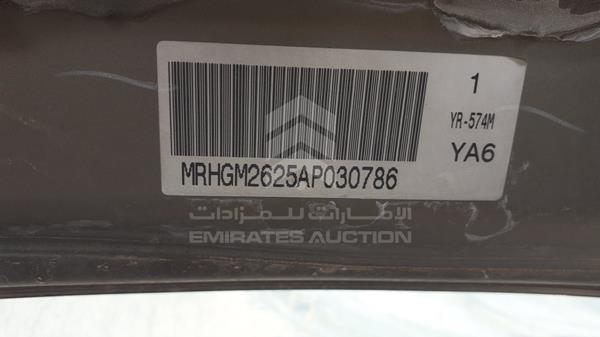 1
YR-574M
YA6
MRHGM2625AP030786
الإمارات للمزادات
EMIRATES AUCTION